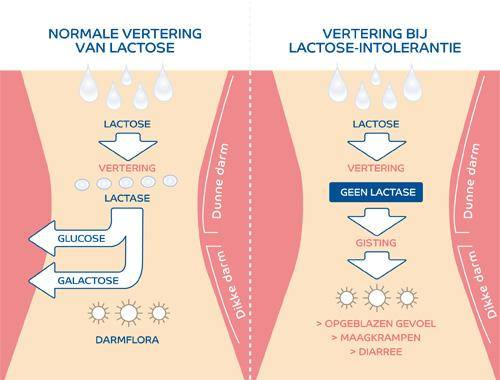 NORMALE VERTERING
VAN LACTOSE
LACTOSE
VERTERING
LACTASE
GLUCOSE
GALACTOSE
DARMFLORA
Dunne darm
Dikke darm
VERTERING BIJ
LACTOSE-INTOLERANTIE
LACTOSE
VERTERING
GEEN LACTASE
GISTING
> OPGEBLAZEN GEVOEL
> MAAGKRAMPEN
> DIARREE
Dunne darm
Dikke darm